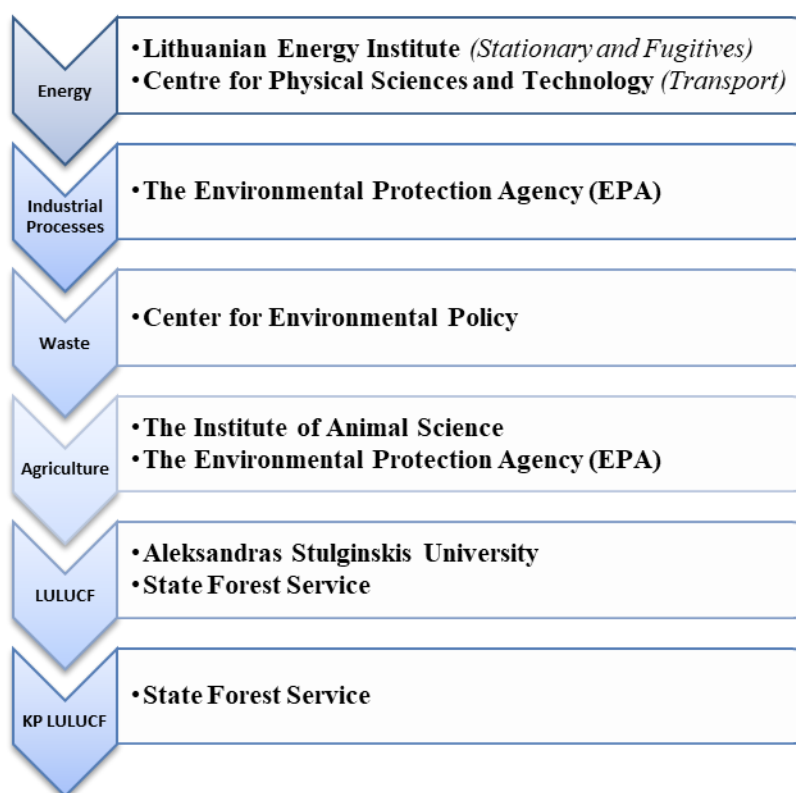 Energy
•Lithuanian Energy Institute (Stationary and Fugitives)
•Centre for Physical Sciences and Technology (Transport)
Industrial
Processes
•The Environmental Protection Agency (EPA)
Waste
•Center for Environmental Policy
Agriculture
•The Institute of Animal Science
•The Environmental Protection Agency (EPA)
LULUCF
•Aleksandras Stulginskis University
•State Forest Service
KP LULUCF
•State Forest Service